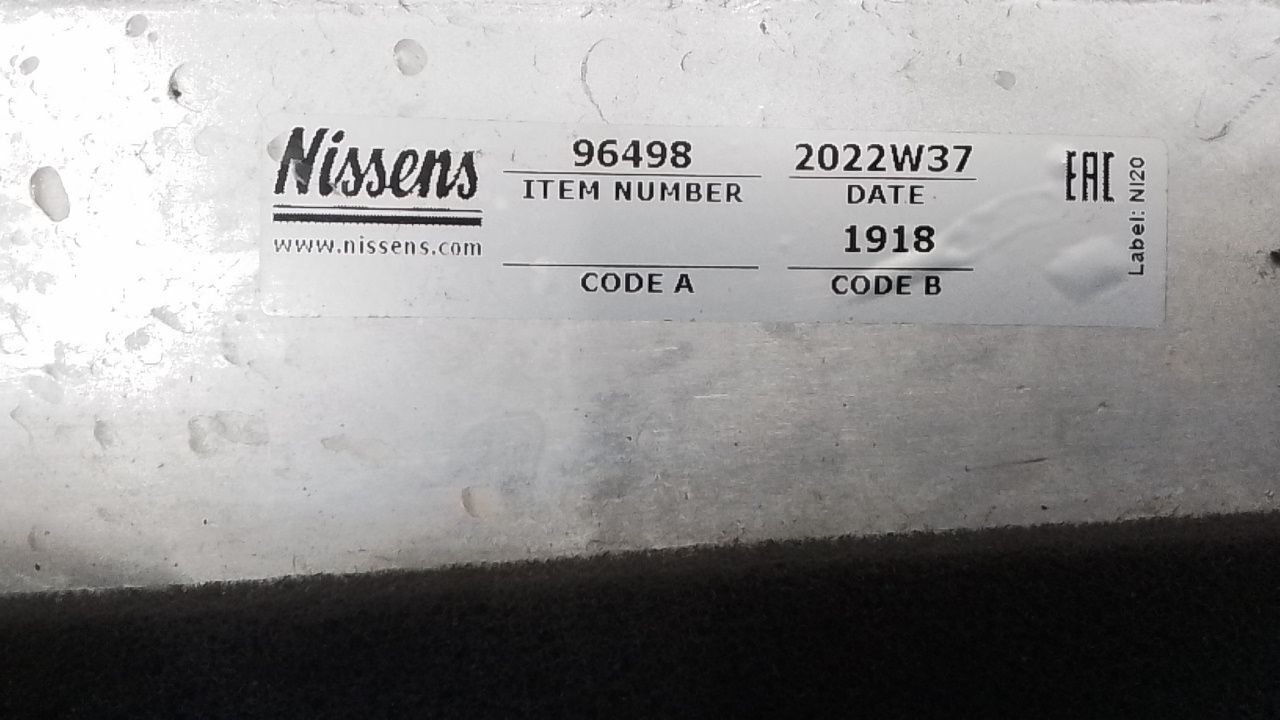 Nissens
www.nissens.com
96498
ITEM NUMBER
CODE A
2022W37
DATE
1918
CODE B
EAC
Label: NI20